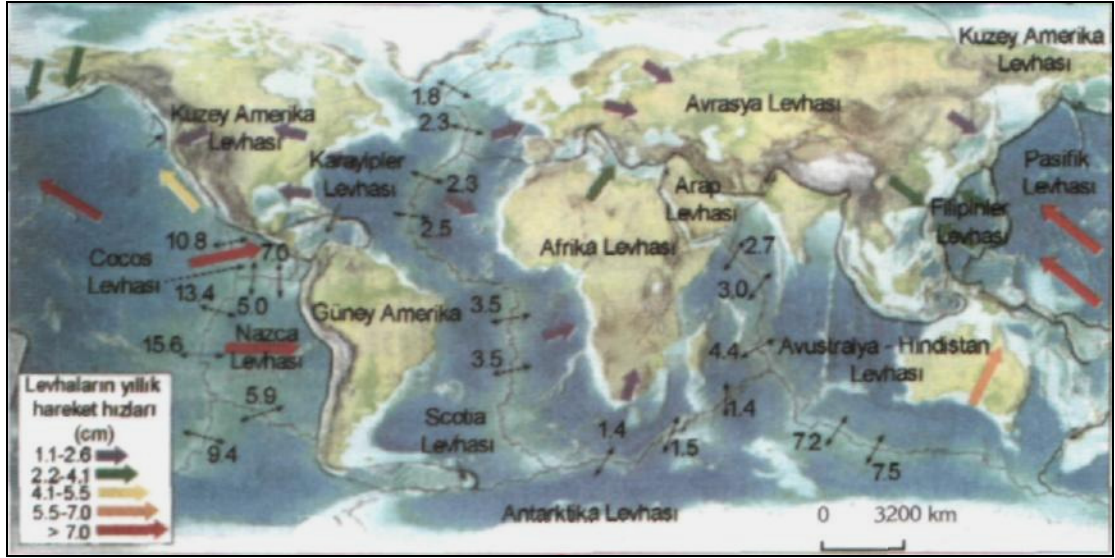 Kuzey Amerika
Levhası
1.8
Kuzey Amerika
Levhası
2.3
Avrasya Levhası
Karayipler
Levhası
2.3
Arap
Levhası
Pasifik
Levhası
Filipinler
Levhası
2.5
10.8
7.0
Afrika Levhası
2.7
Cocos
Levhası
13.4
5.0
Güney Amerika
3.5
3.0
15.6
Nazca
Levhası
3.5
4.4
Avustralya - Hindistan
Levhası
5.9
9.4
Scotia
Levhası
1.4
1.5
1.4
7.2
7.5
Antarktika Levhası
Levhaların yıllık
hareket hızları
(cm)
1.1-2.6
2.2-4.1
4.1-5.5
5.5-7.0
> 7.0
0 3200 km